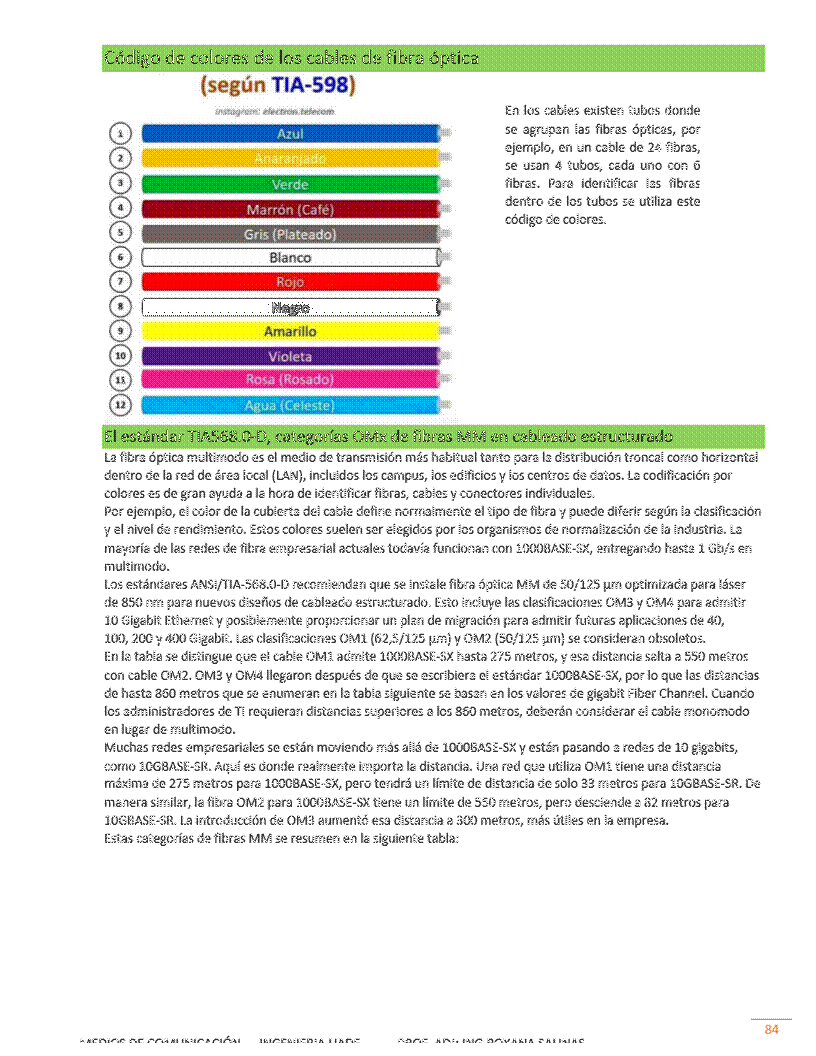 Código de colores de los cables de fibra óptica
(según TIA-598)
instagram: electron.telecom
1 Azul
2 Anaranjado
3 Verde
4 Marrón (Café)
5 Gris (Plateado)
6 Blanco
7 Rojo
8 Negro
9 Amarillo
10 Violeta
11 Rosa (Rosado)
12 Agua (Celeste)
En los cables existen tubos donde
se agrupan las fibras ópticas, por
ejemplo, en un cable de 24 fibras,
se usan 4 tubos, cada uno con 6
fibras. Para identificar las fibras
dentro de los tubos se utiliza este
código de colores.
El estándar TIA568.0-D, categorías OMx de fibras MM en cableado estructurado
La fibra óptica multimodo es el medio de transmisión más habitual tanto para la distribución troncal como horizontal
dentro de la red de área local (LAN), incluidos los campus, los edificios y los centros de datos. La codificación por
colores es de gran ayuda a la hora de identificar fibras, cables y conectores individuales.
Por ejemplo, el color de la cubierta del cable define normalmente el tipo de fibra y puede diferir según la clasificación
y el nivel de rendimiento. Estos colores suelen ser elegidos por los organismos de normalización de la industria. La
mayoría de las redes de fibra empresarial actuales todavía funcionan con 1000BASE-SX, entregando hasta 1 Gb/s en
multimodo.
Los estándares ANSI/TIA-568.0-D recomiendan que se instale fibra óptica MM de 50/125 µm optimizada para láser
de 850 nm para nuevos diseños de cableado estructurado. Esto incluye las clasificaciones OM3 y OM4 para admitir
10 Gigabit Ethernet y posiblemente proporcionar un plan de migración para admitir futuras aplicaciones de 40,
100, 200 y 400 Gigabit. Las clasificaciones OM1 (62,5/125 µm) y OM2 (50/125 µm) se consideran obsoletos.
En la tabla se distingue que el cable OM1 admite 1000BASE-SX hasta 275 metros, y esa distancia salta a 550 metros
con cable OM2. OM3 y OM4 llegaron después de que se escribiera el estándar 1000BASE-SX, por lo que las distancias
de hasta 860 metros que se enumeran en la tabla siguiente se basan en los valores de gigabit Fiber Channel. Cuando
los administradores de TI requieran distancias superiores a los 860 metros, deberán considerar el cable monomodo
en lugar de multimodo.
Muchas redes empresariales se están moviendo más allá de 1000BASE-SX y están pasando a redes de 10 gigabits,
como 10GBASE-SR. Aquí es donde realmente importa la distancia. Una red que utiliza OM1 tiene una distancia
máxima de 275 metros para 1000BASE-SX, pero tendrá un límite de distancia de solo 33 metros para 10GBASE-SR. De
manera similar, la fibra OM2 para 1000BASE-SX tiene un límite de 550 metros, pero desciende a 82 metros para
10GBASE-SR. La introducción de OM3 aumentó esa distancia a 300 metros, más útiles en la empresa.
Estas categorías de fibras MM se resumen en la siguiente tabla:
84
MEDIOS DE COMUNICACIÓN INGENIERIA UADE PROF. ADJ: ING ROXANA SALINAS